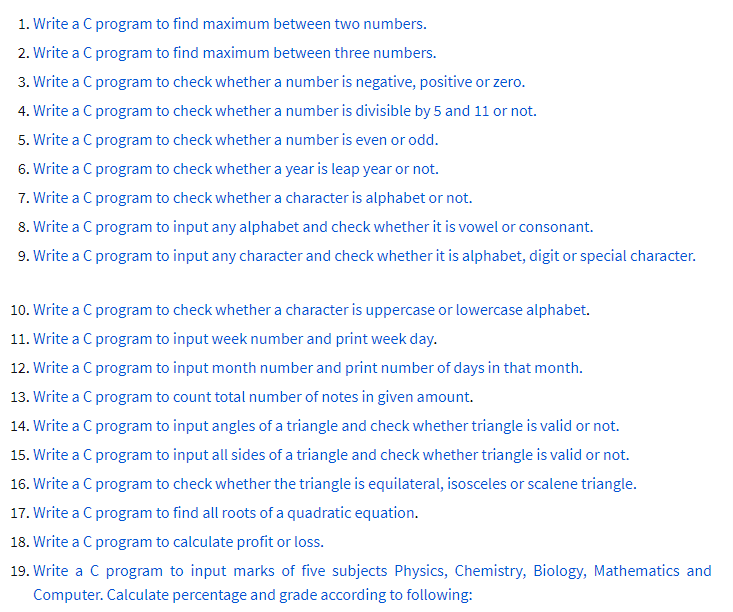 1. Write a C program to find maximum between two numbers.
2. Write a C program to find maximum between three numbers.
3. Write a C program to check whether a number is negative, positive or zero.
4. Write a C program to check whether a number is divisible by 5 and 11 or not.
5. Write a C program to check whether a number is even or odd.
6. Write a C program to check whether a year is leap year or not.
7. Write a C program to check whether a character is alphabet or not.
8. Write a C program to input any alphabet and check whether it is vowel or consonant.
9. Write a C program to input any character and check whether it is alphabet, digit or special character.
10. Write a C program to check whether a character is uppercase or lowercase alphabet.
11. Write a C program to input week number and print week day.
12. Write a C program to input month number and print number of days in that month.
13. Write a C program to count total number of notes in given amount.
14. Write a C program to input angles of a triangle and check whether triangle is valid or not.
15. Write a C program to input all sides of a triangle and check whether triangle is valid or not.
16. Write a C program to check whether the triangle is equilateral, isosceles or scalene triangle.
17. Write a C program to find all roots of a quadratic equation.
18. Write a C program to calculate profit or loss.
19. Write a C program to input marks of five subjects Physics, Chemistry, Biology, Mathematics and
Computer. Calculate percentage and grade according to following: